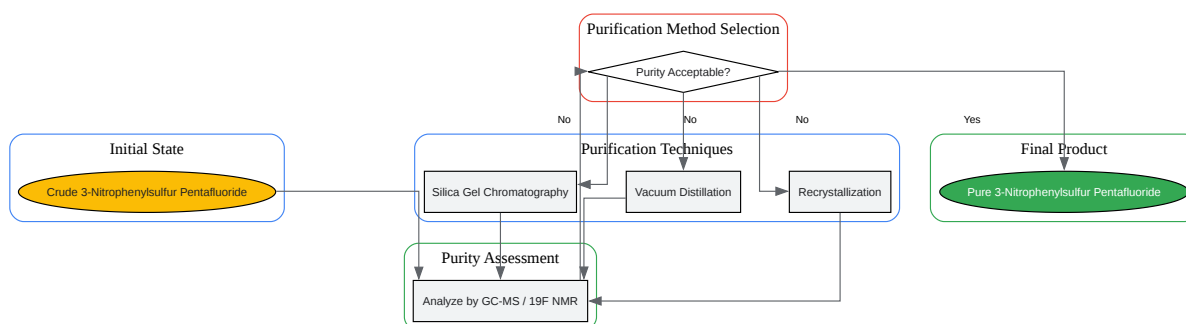 Purification Method Selection
Purity Acceptable?
No
No
No
Yes
Initial State
Purification Techniques
Final Product
Crude 3-Nitrophenylsulfur Pentafluoride
Silica Gel Chromatography
Vacuum Distillation
Recrystallization
Pure 3-Nitrophenylsulfur Pentafluoride
Purity Assessment
Analyze by GC-MS / 19F NMR